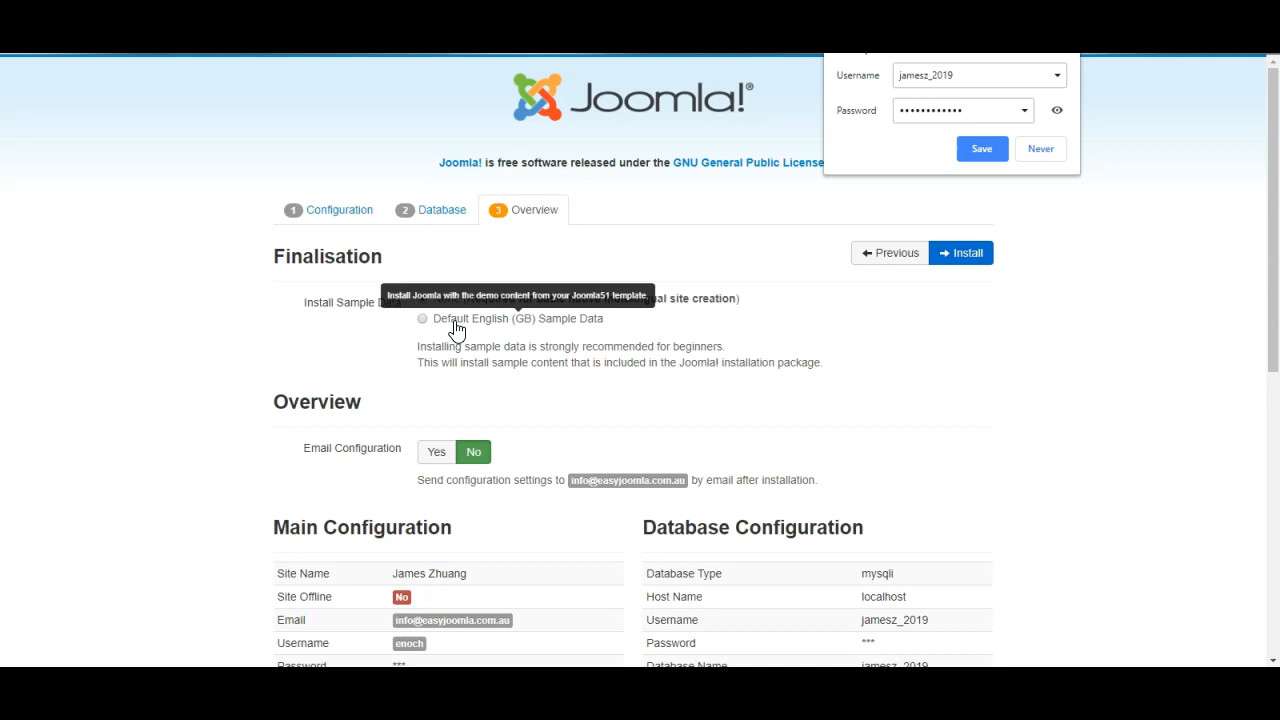 Joomla!®
Username jamesz_2019
Password ••••••••••••
Save Never
Joomla! is free software released under the GNU General Public License
1 Configuration 2 Database 3 Overview
Finalisation
Previous Install
Install Joomla with the demo content from your Joomla51 template.
Install Sample ual site creation)
Default English (GB) Sample Data
Installing sample data is strongly recommended for beginners.
This will install sample content that is included in the Joomla! installation package.
Overview
Email Configuration Yes No
Send configuration settings to info@easyjoomla.com.au by email after installation.
Main Configuration
Site Name James Zhuang
Site Offline No
Email info@easyjoomla.com.au
Username enoch
Password ***
Database Configuration
Database Type mysqli
Host Name localhost
Username jamesz_2019
Password ***
Database Name jamesz_2019